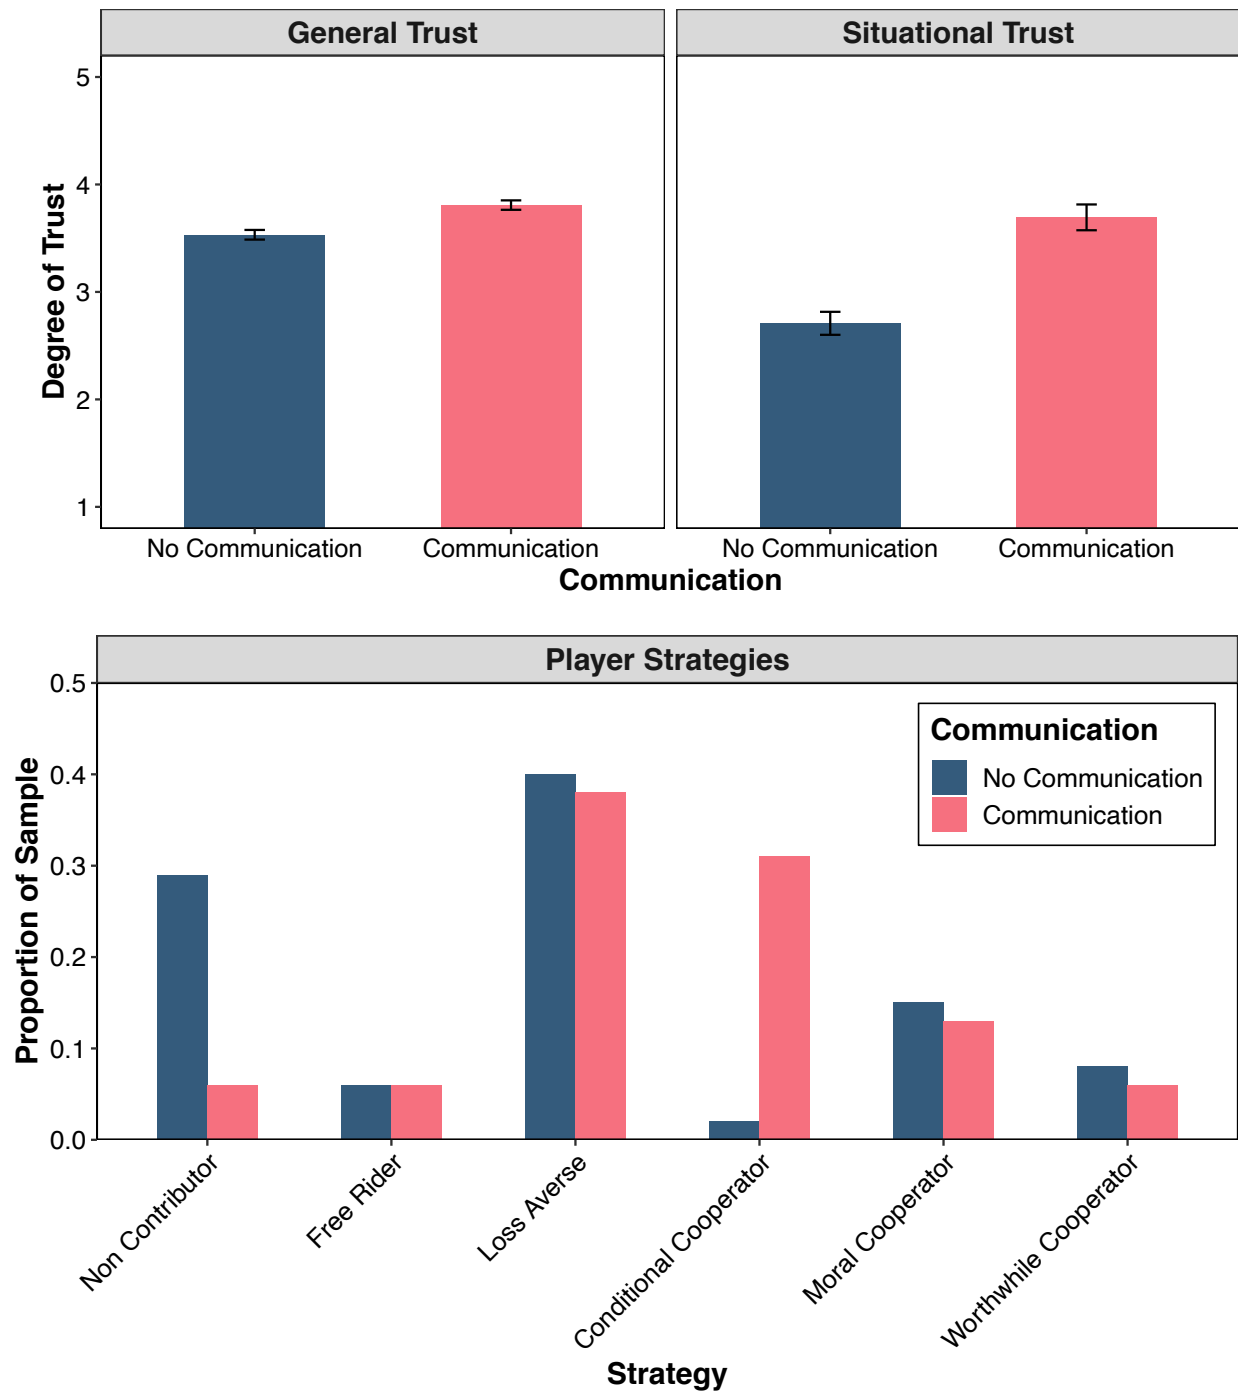 General Trust
Situational Trust
Degree of Trust
5
4
3
2
1
No Communication
Communication
No Communication
Communication
Communication
Player Strategies
Proportion of Sample
0.5
0.4
0.3
0.2
0.1
0.0
Communication
No Communication
Communication
Non Contributor
Free Rider
Loss Averse
Conditional Cooperator
Moral Cooperator
Worthwhile Cooperator
Strategy